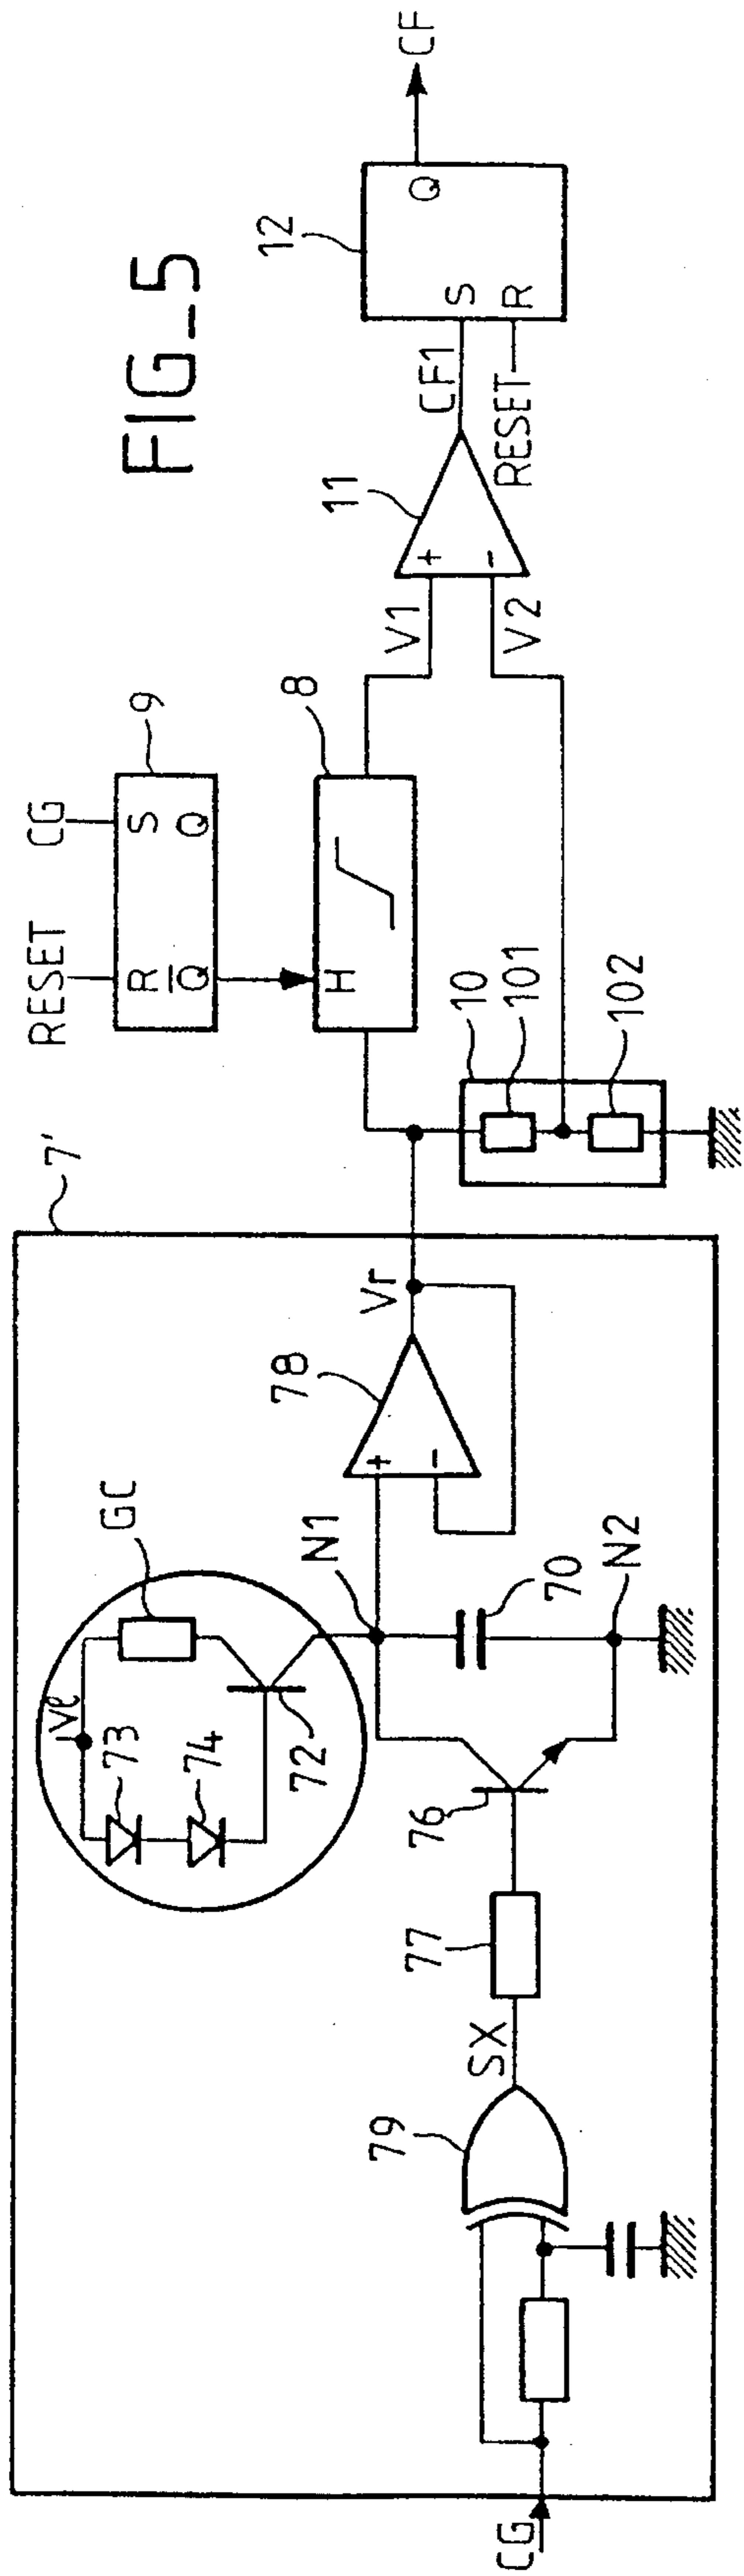 FIG_5
7'
GC
Vℓ
73
74
72
N1
78
+
-
Vr
70
N2
76
77
SX
79
CG
RESET
CG
9
R
S
Q̅
Q
8
H
10
101
102
V1
V2
11
+
-
CF1
RESET
12
S
R
Q
CF